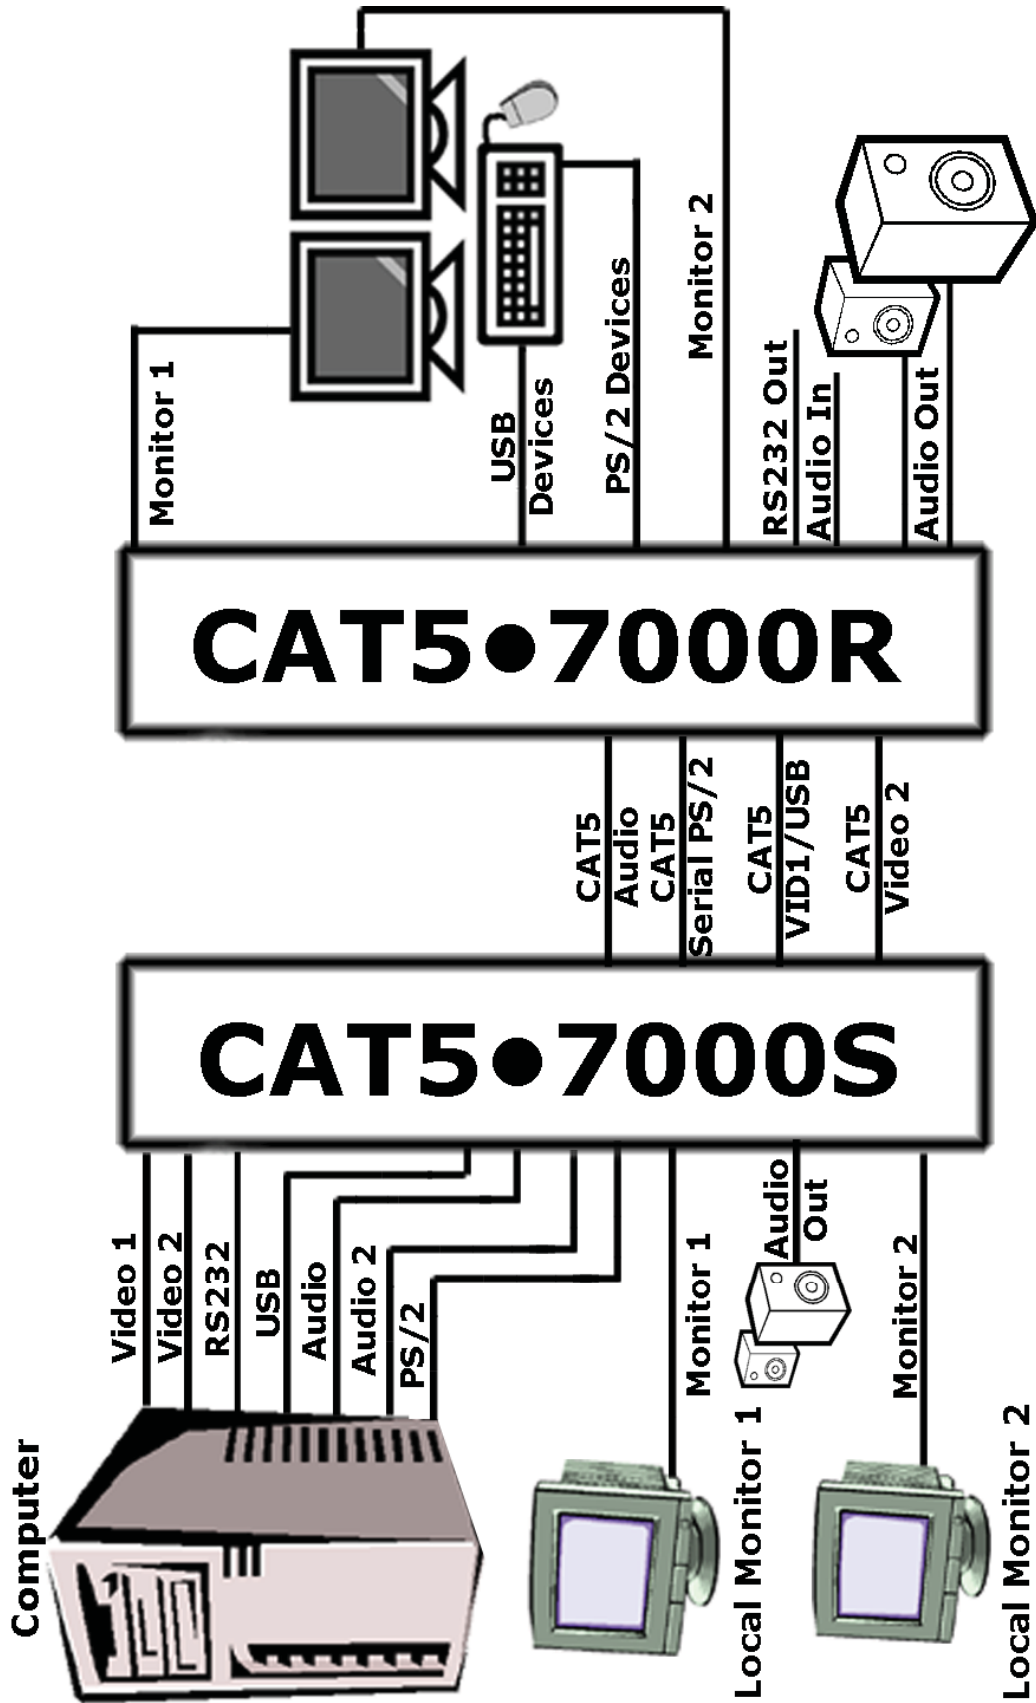 Monitor 1
USB
Devices
PS/2 Devices
Monitor 2
RS232 Out
Audio In
Audio Out
CAT5•7000R
CAT5
Audio
CAT5
Serial PS/2
CAT5
VID1/USB
CAT5
Video 2
CAT5•7000S
Video 1
Video 2
RS232
USB
Audio
Audio 2
PS/2
Monitor 1
Audio
Out
Monitor 2
Computer
Local Monitor 1
Local Monitor 2